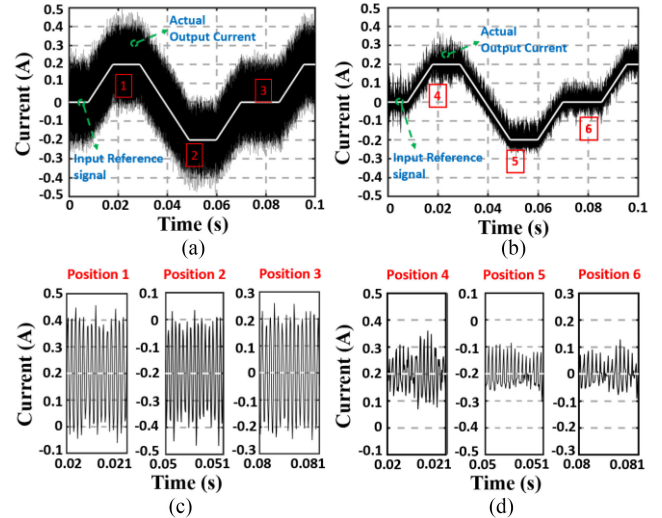 Current (A)
0.5
0.4
0.3
0.2
0.1
0
-0.1
-0.2
-0.3
-0.4
-0.5
Actual
Output Current
1
2
3
Input Reference
signal
0 0.02 0.04 0.06 0.08 0.1
Time (s)
(a)
Current (A)
0.5
0.4
0.3
0.2
0.1
0
-0.1
-0.2
-0.3
-0.4
-0.5
Actual
Output Current
4
5
6
Input Reference
signal
0 0.02 0.04 0.06 0.08 0.1
Time (s)
(b)
Position 1 Position 2 Position 3
Current (A)
0.5 0.1 0.3
0.4 0 0.2
0.3 -0.1 0.1
0.2 -0.2 0
0.1 -0.3 -0.1
0 -0.4 -0.2
-0.1 -0.5 -0.3
0.02 0.021 0.05 0.051 0.08 0.081
Time (s)
(c)
Position 4 Position 5 Position 6
Current (A)
0.5 0.1 0.3
0.4 0 0.2
0.3 -0.1 0.1
0.2 -0.2 0
0.1 -0.3 -0.1
0 -0.4 -0.2
-0.1 -0.5 -0.3
0.02 0.021 0.05 0.051 0.08 0.081
Time (s)
(d)